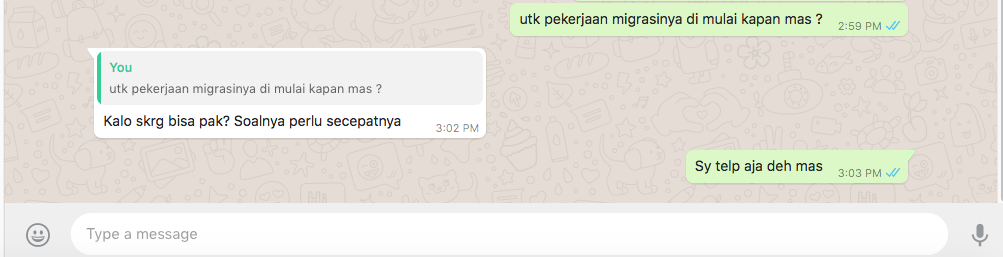 utk pekerjaan migrasinya di mulai kapan mas ?
2:59 PM
You
utk pekerjaan migrasinya di mulai kapan mas ?
Kalo skrg bisa pak? Soalnya perlu secepatnya
3:02 PM
Sy telp aja deh mas
3:03 PM
Type a message